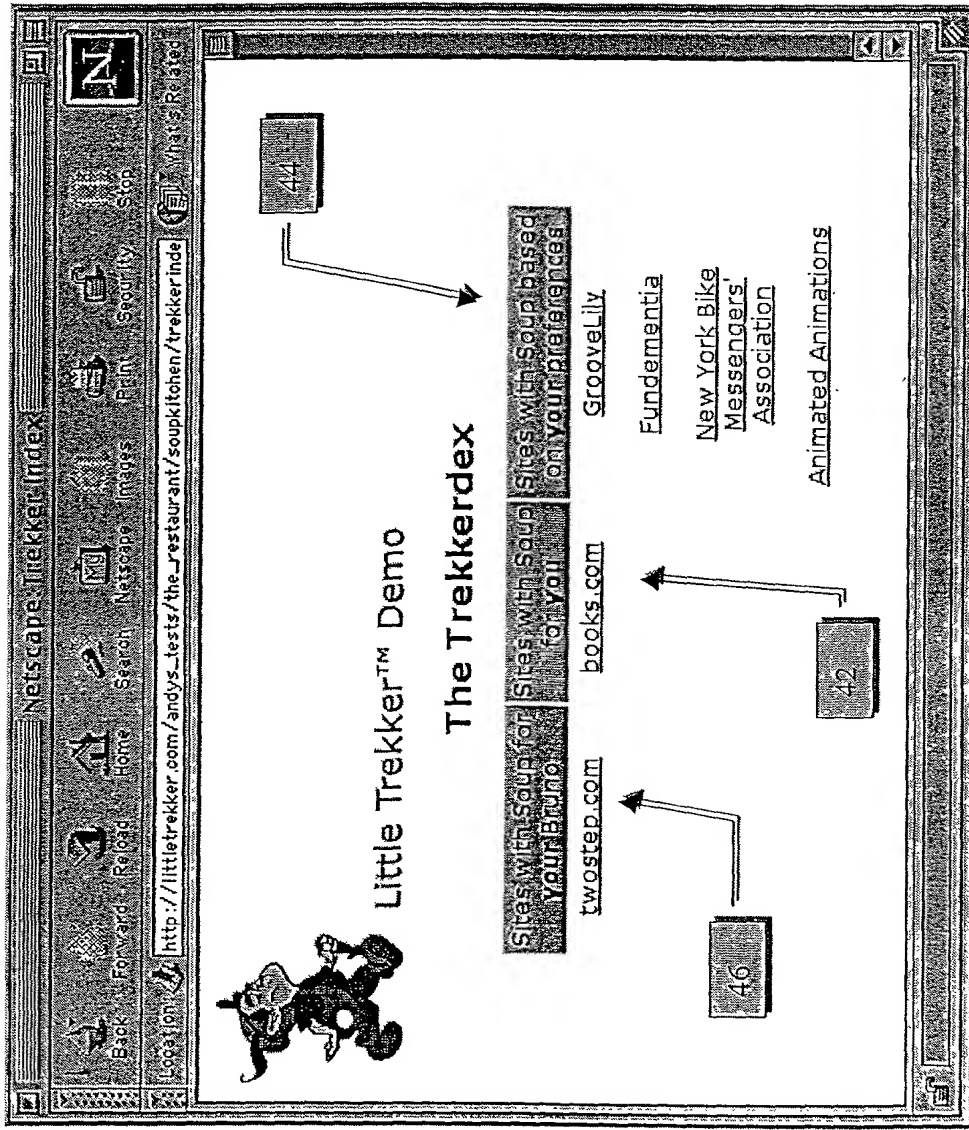 Netscape: Trekker Index
Back Forward Reload Home Search Netscape Images Print Security Stop
My
N
Location: http://littletrekker.com/andys_tests/the_restaurant/soupkitchen/trekkerinde What's Related
Little Trekker™ Demo
The Trekkerdex
44
Sites with Soup for
Your Bruno
Sites with Soup
for you
Sites with Soup based
on your preferences
twostep.com
books.com
GrooveLily
Fundementia
New York Bike
Messengers'
Association
Animated Animations
46
42